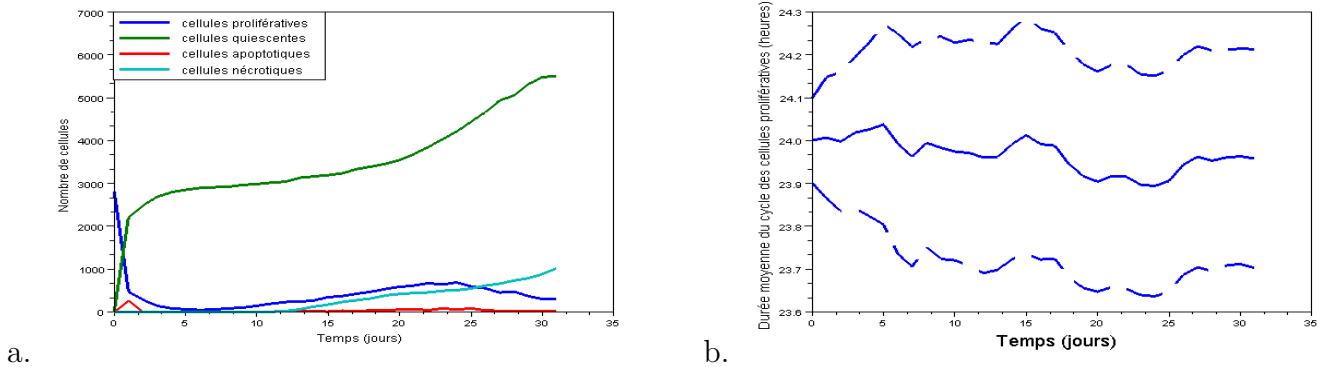 7000
6000
5000
4000
3000
2000
1000
0
Nombre de cellules
cellules prolifératives
cellules quiescentes
cellules apoptotiques
cellules nécrotiques
0 5 10 15 20 25 30 35
Temps (jours)
a.
24.3
24.2
24.1
24.0
23.9
23.8
23.7
23.6
Durée moyenne du cycle des cellules prolifératives (heures)
0 5 10 15 20 25 30 35
Temps (jours)
b.